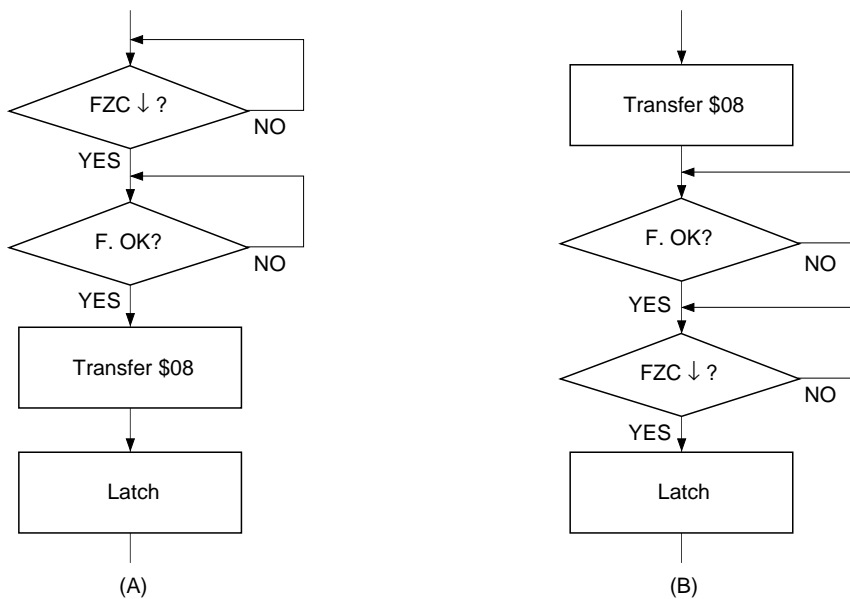 FZC ↓ ?
NO
YES
F. OK?
NO
YES
Transfer $08
Latch
(A)
Transfer $08
F. OK?
NO
YES
FZC ↓ ?
NO
YES
Latch
(B)